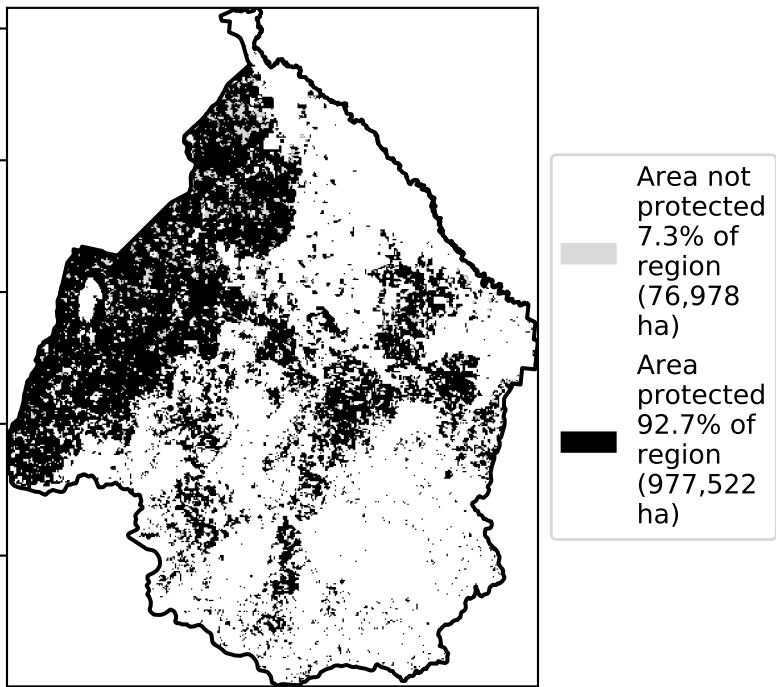 Area not
protected
7.3% of
region
(76,978
ha)
Area
protected
92.7% of
region
(977,522
ha)